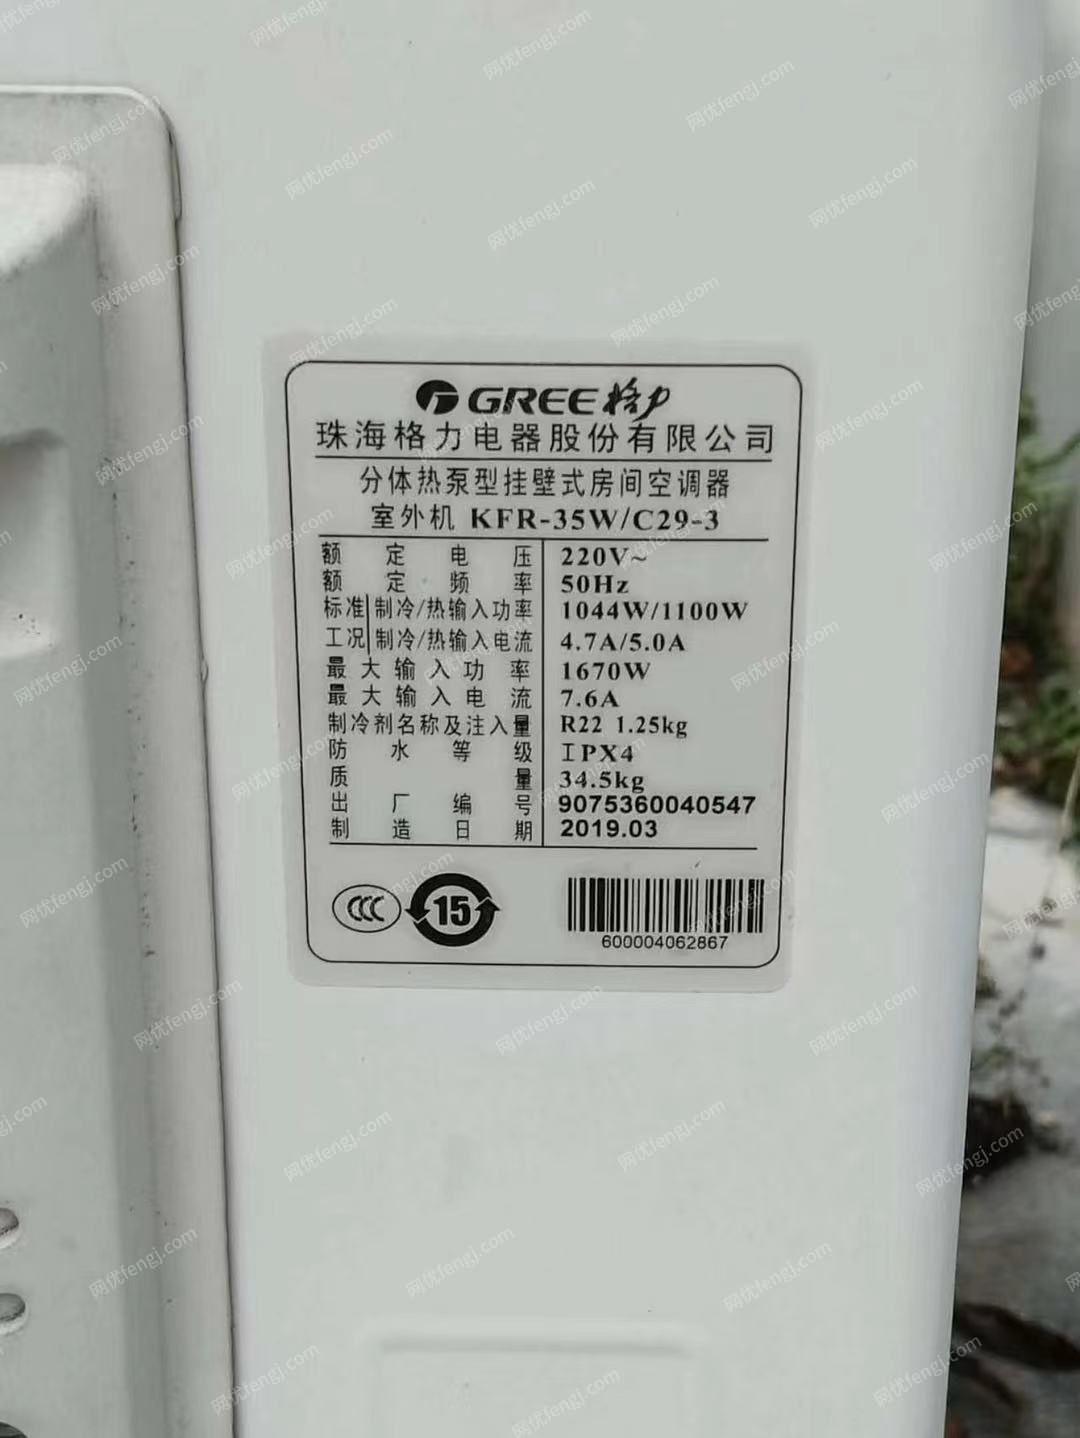 GREE 格力
珠海格力电器股份有限公司
分体热泵型挂壁式房间空调器
室外机 KFR-35W/C29-3
额定电压 220V~
额定频率 50Hz
标准 制冷/热输入功率 1044W/1100W
工况 制冷/热输入电流 4.7A/5.0A
最大输入功率 1670W
最大输入电流 7.6A
制冷剂名称及注入量 R22 1.25kg
防水等级 IPX4
质量 34.5kg
出厂编号 9075360040547
制造日期 2019.03
CCC 15
600004062867
网优fengj.com